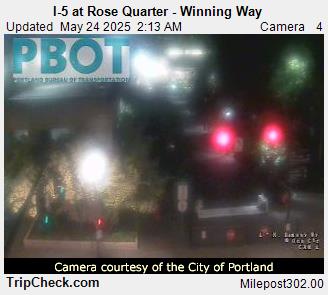 I-5 at Rose Quarter - Winning Way
Updated May 24 2025 2:13 AM Camera 4
PBOT
PORTLAND BUREAU OF TRANSPORTATION
Camera courtesy of the City of Portland
TripCheck.com Milepost302.00